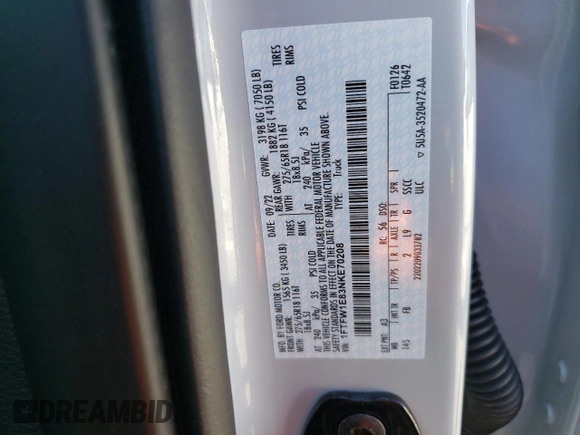 MFD. BY FORD MOTOR CO.
DATE: 09/22 GVWR: 3198 KG ( 7050 LB)
FRONT GAWR: 1565 KG ( 3450 LB) REAR GAWR: 1882 KG ( 4150 LB)
275/65R18 116T WITH 275/65R18 116T TIRES
18x8.5J 18x8.5J RIMS
AT 240 kPa/ 35 PSI COLD AT 240 kPa/ 35 PSI COLD
THIS VEHICLE CONFORMS TO ALL APPLICABLE FEDERAL MOTOR VEHICLE
SAFETY STANDARDS IN EFFECT ON THE DATE OF MANUFACTURE SHOWN ABOVE.
VIN: 1FTFW1E83NKE70208 TYPE: Truck
F0126
T0642
EXT PNT: A3 RC: 56 DSO:
WB INT TR TP/PS R AXLE TR SPR
145 FB 2 L9 G SSCC
ULC
5U5A-3520472-AA
DREAMBID